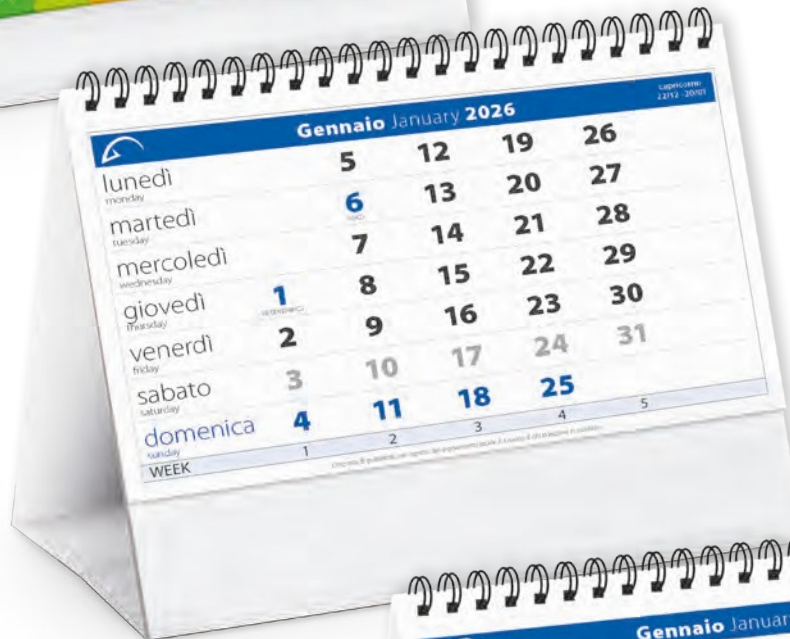 Gennaio January 2026
Capricorno
22/12 - 20/01
lunedì 5 12 19 26
monday
martedì 6 13 20 27
tuesday
mercoledì 7 14 21 28
wednesday
giovedì 1 8 15 22 29
thursday
venerdì 2 9 16 23 30
friday
sabato 3 10 17 24 31
saturday
domenica 4 11 18 25
sunday
WEEK 1 2 3 4 5
Gennaio Januar